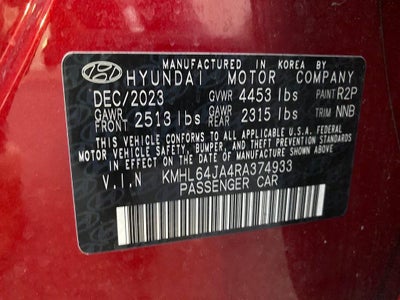 MANUFACTURED IN KOREA BY
HYUNDAI MOTOR COMPANY
DEC/2023 GVWR 4453 lbs PAINT R2P
GAWR FRONT 2513 lbs GAWR REAR 2315 lbs TRIM NNB
THIS VEHICLE CONFORMS TO ALL APPLICABLE U.S.A. FEDERAL
MOTOR VEHICLE SAFETY, BUMPER, AND THEFT PREVENTION STANDARDS
IN EFFECT ON THE DATE OF MANUFACTURE SHOWN ABOVE.
V.I.N KMHL64JA4RA374933
PASSENGER CAR